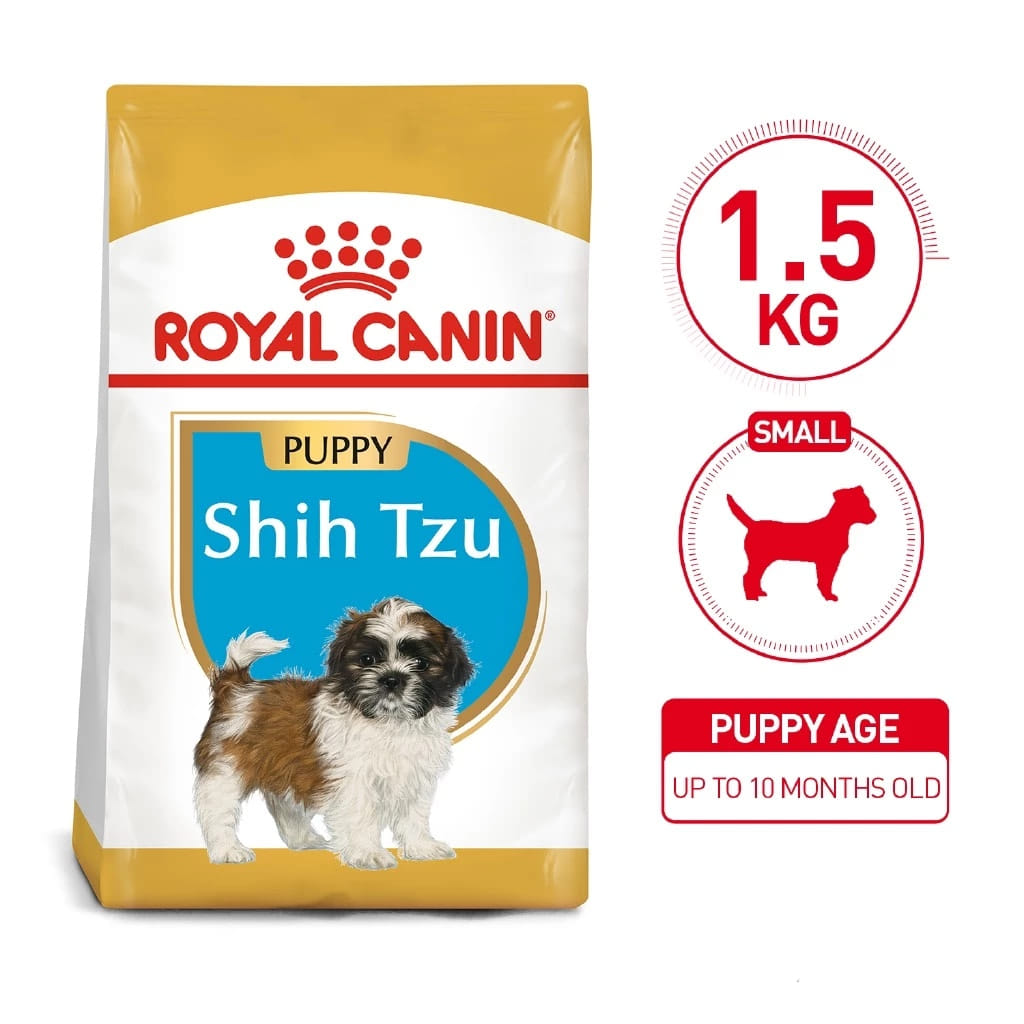 ROYAL CANIN®
PUPPY
Shih Tzu
1.5
KG
SMALL
PUPPY AGE
UP TO 10 MONTHS OLD